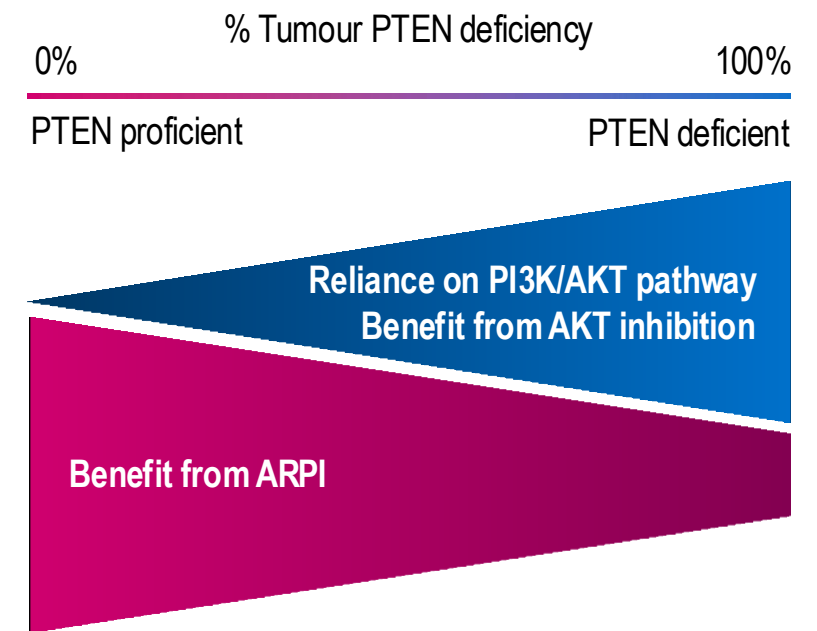 % Tumour PTEN deficiency
0% 100%
PTEN proficient PTEN deficient
Reliance on PI3K/AKT pathway
Benefit from AKT inhibition
Benefit from ARPI